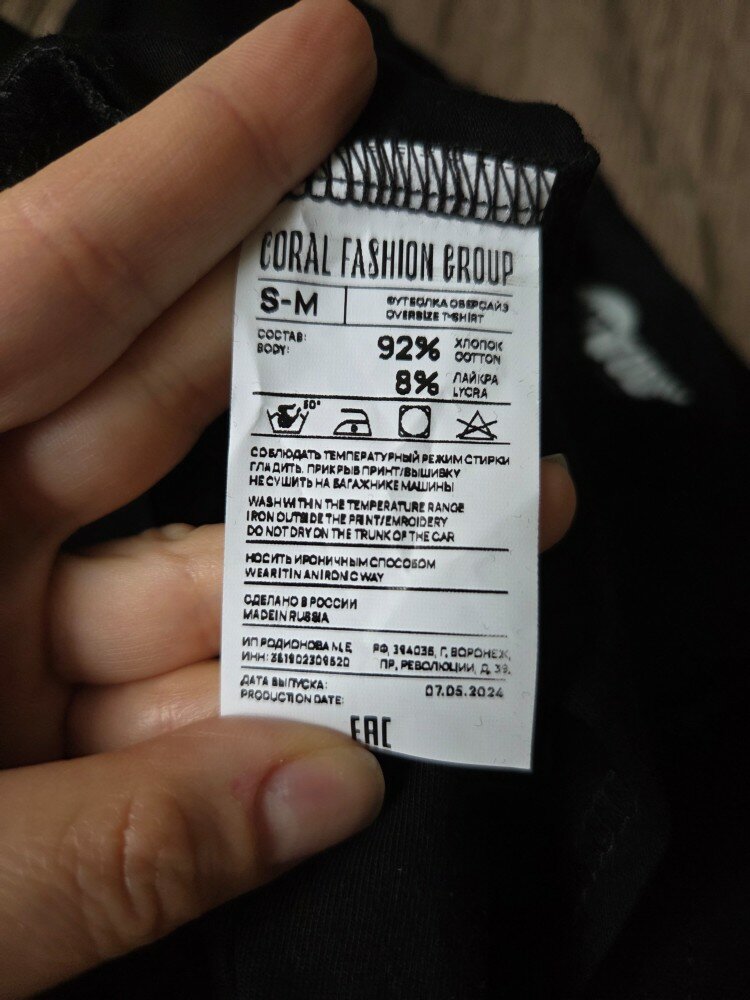 CORAL FASHION GROUP
S-M
ФУТБОЛКА ОВЕРСАЙЗ
OVERSIZE T-SHIRT
СОСТАВ:
BODY:
92% ХЛОПОК
COTTON
8% ЛАЙКРА
LYCRA
30°
СОБЛЮДАТЬ ТЕМПЕРАТУРНЫЙ РЕЖИМ СТИРКИ
ГЛАДИТЬ, ПРИКРЫВ ПРИНТ/ВЫШИВКУ
НЕ СУШИТЬ НА БАГАЖНИКЕ МАШИНЫ
WASH WITHIN THE TEMPERATURE RANGE
IRON OUTSIDE THE PRINT/EMROIDERY
DO NOT DRY ON THE TRUNK OF THE CAR
НОСИТЬ ИРОНИЧНЫМ СПОСОБОМ
WEAR IT IN AN IRONIC WAY
СДЕЛАНО В РОССИИ
MADE IN RUSSIA
ИП РОДИОНОВА М.Е.
ИНН: 361902309520
РФ, 394036, Г. ВОРОНЕЖ,
ПР. РЕВОЛЮЦИИ, Д. 39.
ДАТА ВЫПУСКА:
PRODUCTION DATE:
07.05.2024
EAC